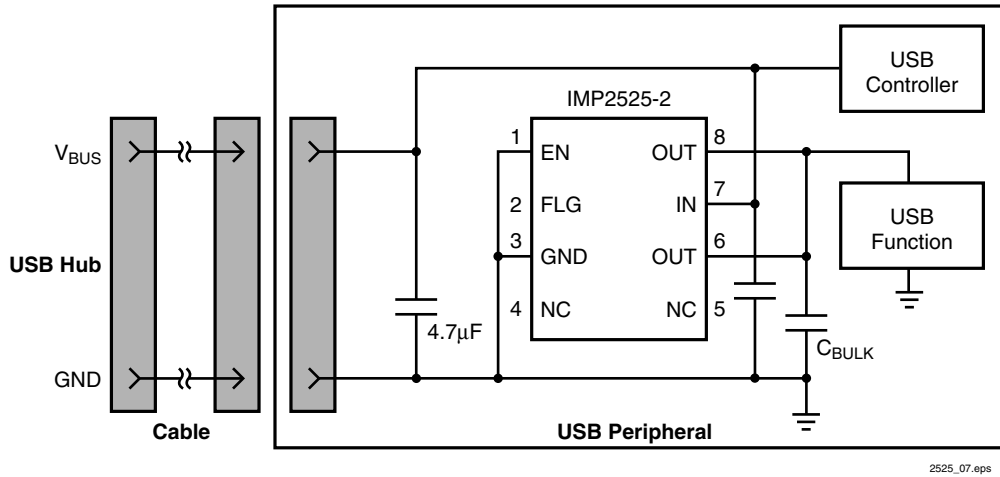 USB
Controller
IMP2525-2
VBUS
1
EN
OUT
8
2
FLG
IN
7
3
GND
OUT
6
4
NC
NC
5
USB
Function
USB Hub
4.7µF
CBULK
GND
Cable
USB Peripheral
2525_07.eps